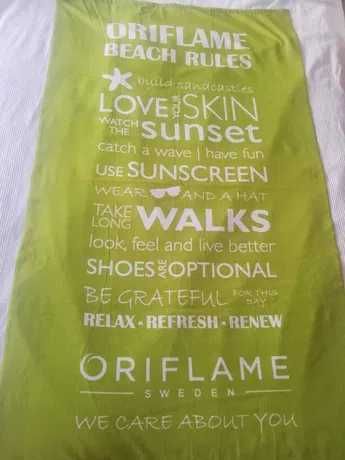 ORIFLAME
BEACH RULES
build sandcastles
LOVE YOUR SKIN
WATCH THE sunset
catch a wave | have fun
USE SUNSCREEN
WEAR AND A HAT
TAKE LONG WALKS
look, feel and live better
SHOES ARE OPTIONAL
BE GRATEFUL FOR THIS DAY
RELAX - REFRESH - RENEW
ORIFLAME
SWEDEN
WE CARE ABOUT YOU